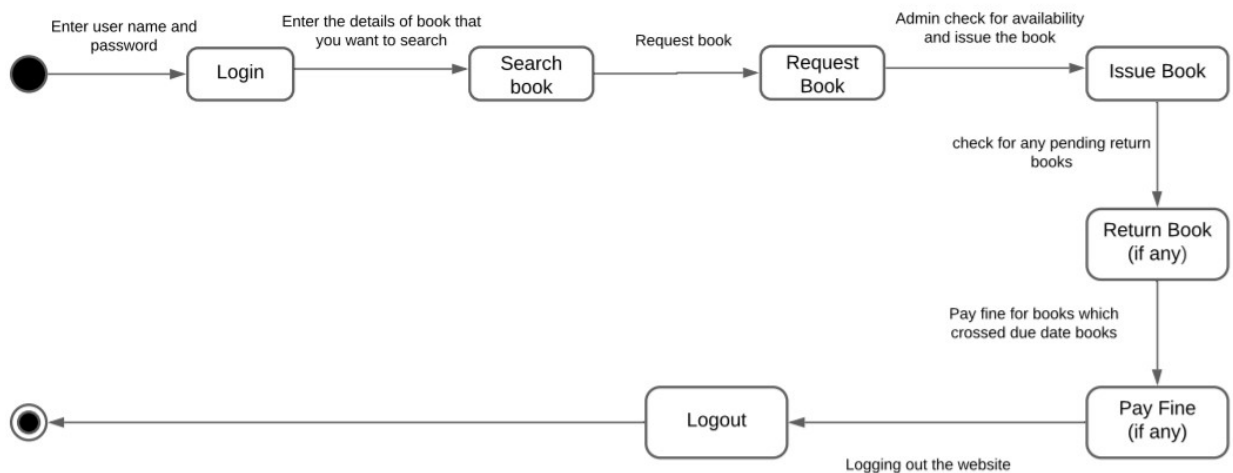 Enter user name and
password
Login
Enter the details of book that
you want to search
Search
book
Request book
Request
Book
Admin check for availability
and issue the book
Issue Book
check for any pending return
books
Return Book
(if any)
Pay fine for books which
crossed due date books
Pay Fine
(if any)
Logging out the website
Logout